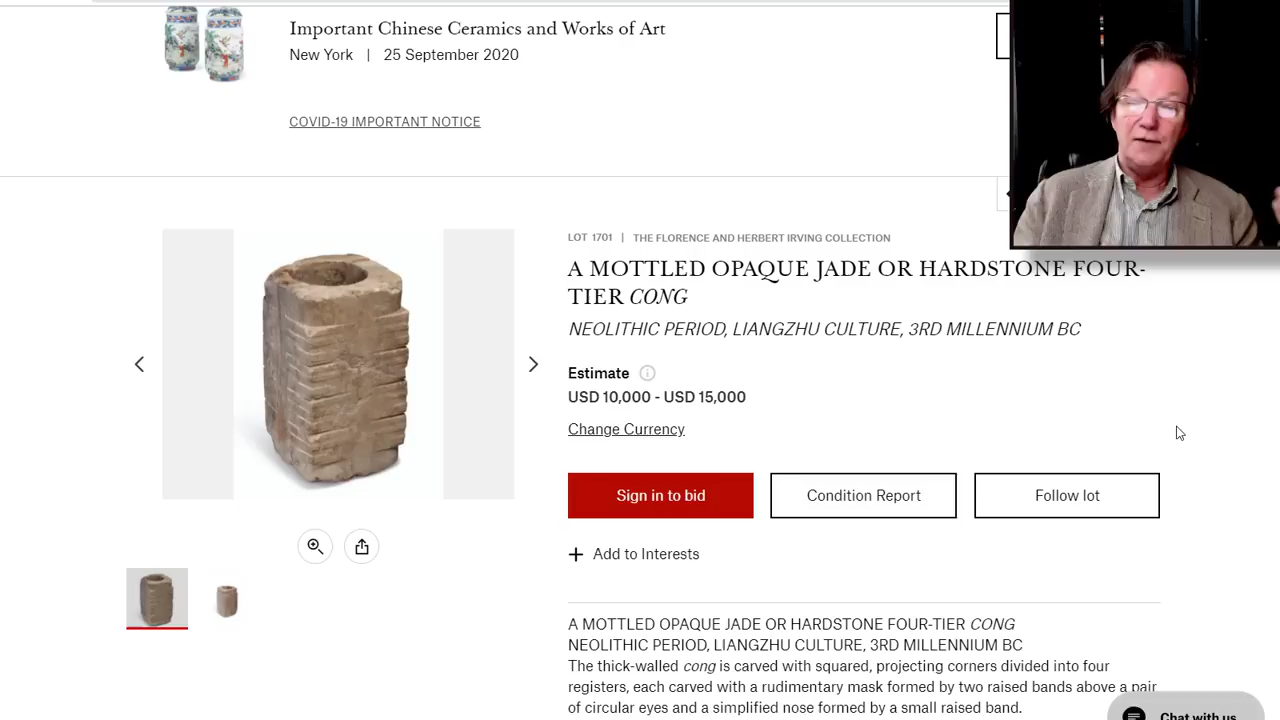 Important Chinese Ceramics and Works of Art
New York | 25 September 2020
COVID-19 IMPORTANT NOTICE
LOT 1701 | THE FLORENCE AND HERBERT IRVING COLLECTION
A MOTTLED OPAQUE JADE OR HARDSTONE FOUR-
TIER CONG
NEOLITHIC PERIOD, LIANGZHU CULTURE, 3RD MILLENNIUM BC
Estimate
USD 10,000 - USD 15,000
Change Currency
Sign in to bid
Condition Report
Follow lot
Add to Interests
A MOTTLED OPAQUE JADE OR HARDSTONE FOUR-TIER CONG
NEOLITHIC PERIOD, LIANGZHU CULTURE, 3RD MILLENNIUM BC
The thick-walled cong is carved with squared, projecting corners divided into four
registers, each carved with a rudimentary mask formed by two raised bands above a pair
of circular eyes and a simplified nose formed by a small raised band.
Chat with us